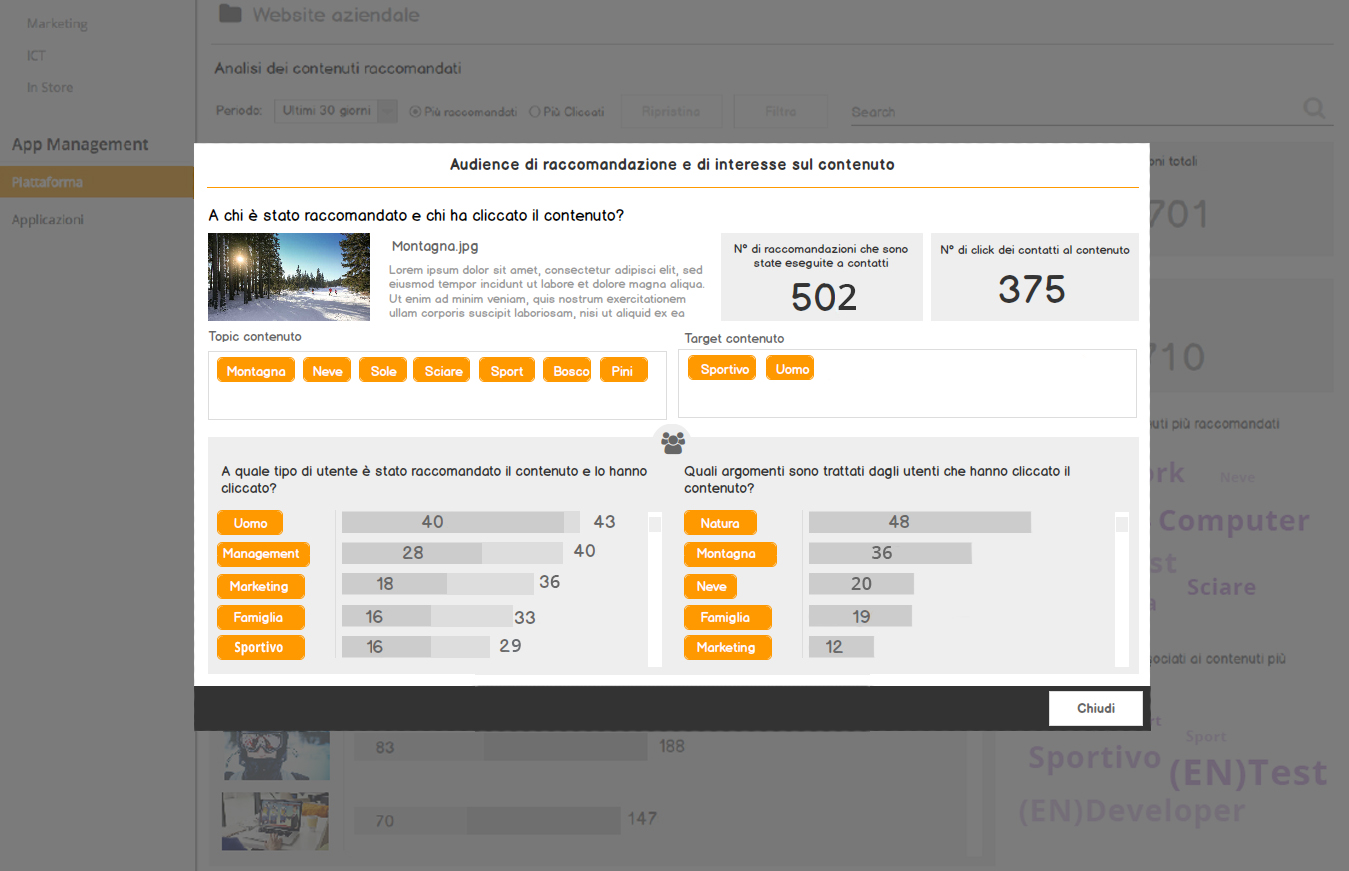 Marketing
ICT
In Store
App Management
Plattaforma
Applicazioni
Website aziendale
Analisi dei contenuti raccomandati
Periodo: Ultimi 30 giorni Più raccomandati Più Cliccati Ripristina Filtra Search
Audience di raccomandazione e di interesse sul contenuto
A chi è stato raccomandato e chi ha cliccato il contenuto?
Montagna.jpg
Lorem ipsum dolor sit amet, consectetur adipisci elit, sed
eiusmod tempor incidunt ut labore et dolore magna aliqua.
Ut enim ad minim veniam, quis nostrum exercitationem
ullam corporis suscipit laboriosam, nisi ut aliquid ex ea
N° di raccomandazioni che sono
state eseguite a contatti
502
N° di click dei contatti al contenuto
375
Topic contenuto
Montagna Neve Sole Sciare Sport Bosco Pini
Target contenuto
Sportivo Uomo
A quale tipo di utente è stato raccomandato il contenuto e lo hanno
cliccato?
Uomo 40 43
Management 28 40
Marketing 18 36
Famiglia 16 33
Sportivo 16 29
Quali argomenti sono trattati dagli utenti che hanno cliccato il
contenuto?
Natura 48
Montagna 36
Neve 20
Famiglia 19
Marketing 12
Chiudi
oni totali
701
710
uti più raccomandati
ork Neve
Computer
st
Sciare
a
sociati ai contenuti più
rt
Sport
Sportivo (EN)Test
(EN)Developer
83 188
70 147